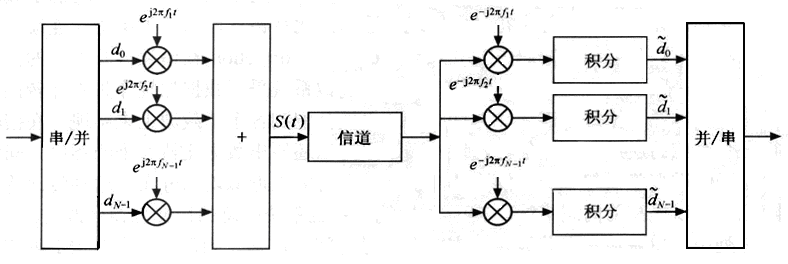 e^{j2πf₁t} e^{-j2πf₁t}
d₀ 积分 d̃₀
e^{j2πf₂t} e^{-j2πf₂t}
串/并 d₁ + S(t) 信道 积分 d̃₁ 并/串
e^{j2πf_{N-1}t} e^{-j2πf_{N-1}t}
d_{N-1} 积分 d̃_{N-1}